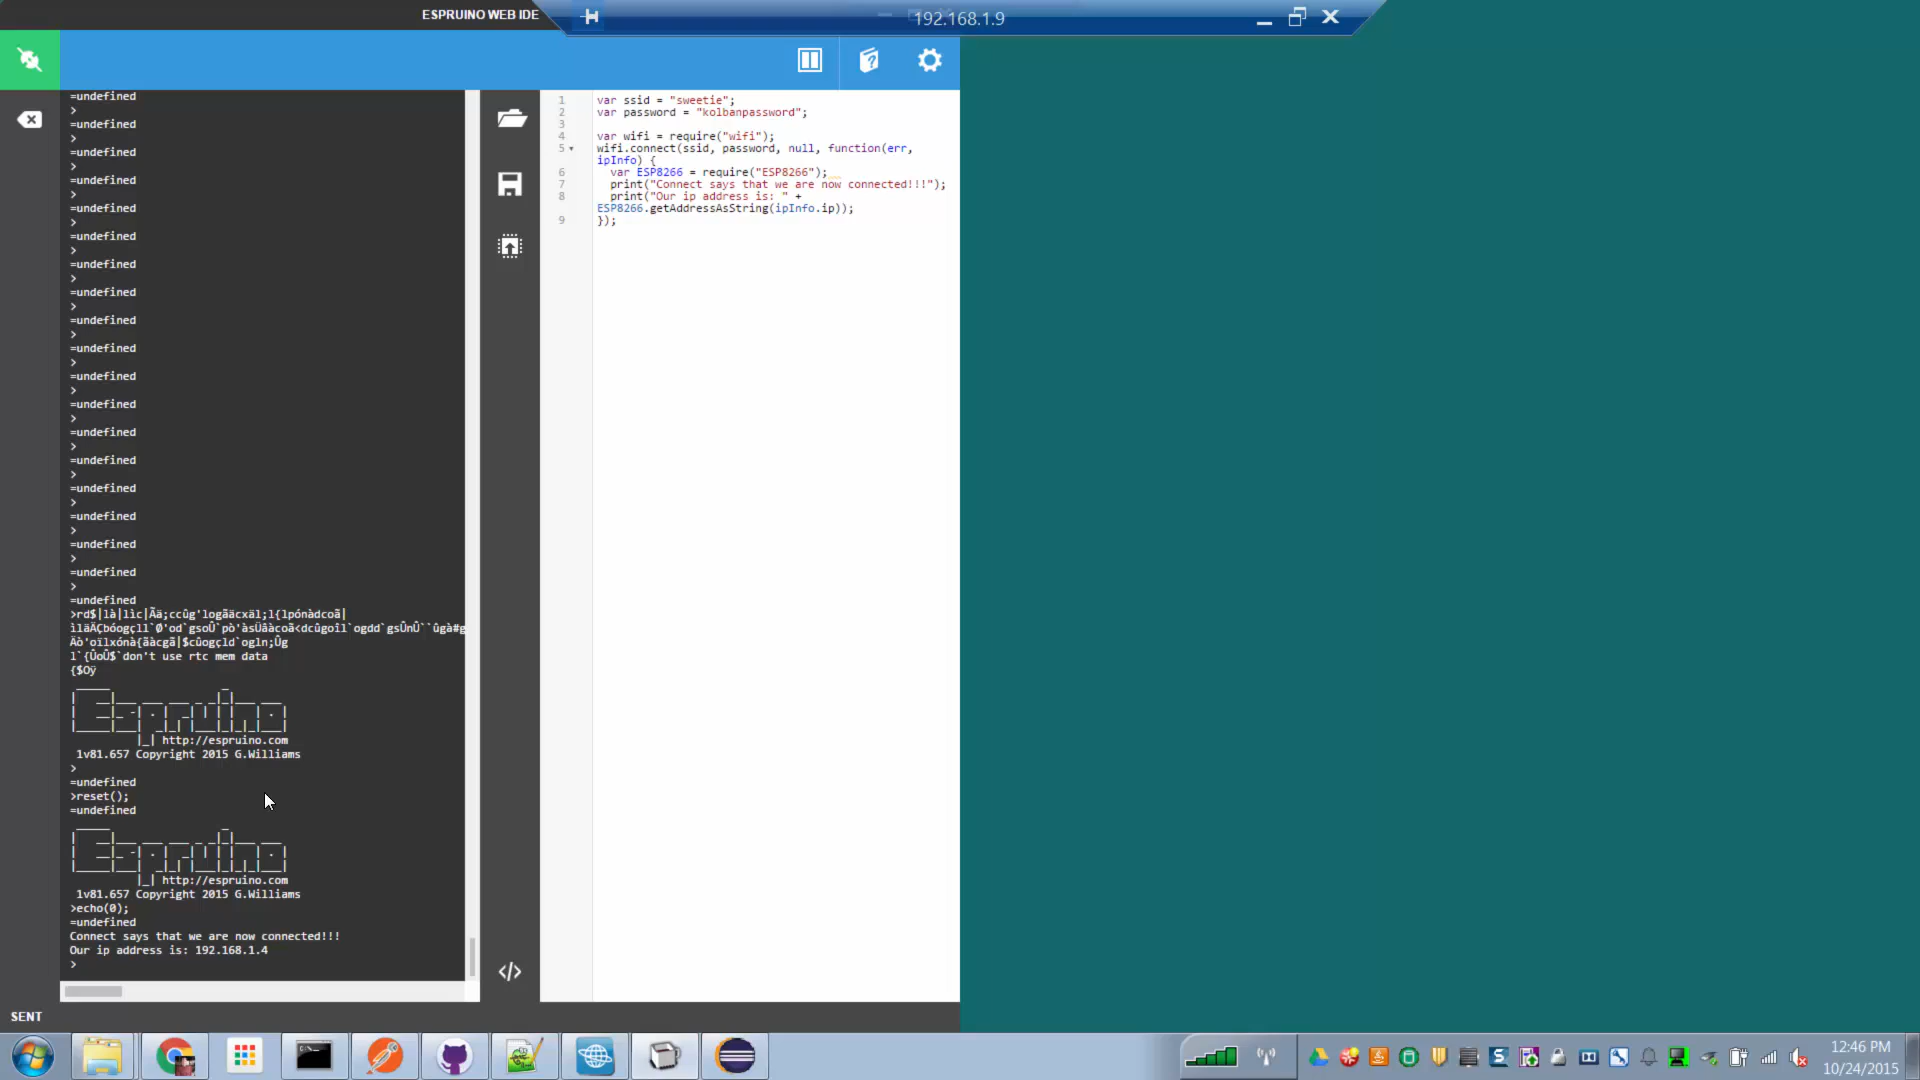 ESPRUINO WEB IDE
192.168.1.9
=undefined
>
=undefined
>
=undefined
>
=undefined
>
=undefined
>
=undefined
>
=undefined
>
=undefined
>
=undefined
>
=undefined
>
=undefined
>
=undefined
>
=undefined
>
=undefined
>
=undefined
>
=undefined
>
=undefined
>
=undefined
>
=undefined
l`{ÛoÛ$`don't use rtc mem data
{$Oÿ
Espruino
|_| http://espruino.com
1v81.657 Copyright 2015 G.Williams
>
=undefined
>reset();
=undefined
Espruino
|_| http://espruino.com
1v81.657 Copyright 2015 G.Williams
>echo(0);
=undefined
Connect says that we are now connected!!!
Our ip address is: 192.168.1.4
>
1 var ssid = "sweetie";
2 var password = "kolbanpassword";
3
4 var wifi = require("wifi");
5 wifi.connect(ssid, password, null, function(err,
ipInfo) {
6 var ESP8266 = require("ESP8266");
7 print("Connect says that we are now connected!!!");
8 print("Our ip address is: " +
ESP8266.getAddressAsString(ipInfo.ip));
9 });
SENT
12:46 PM
10/24/2015